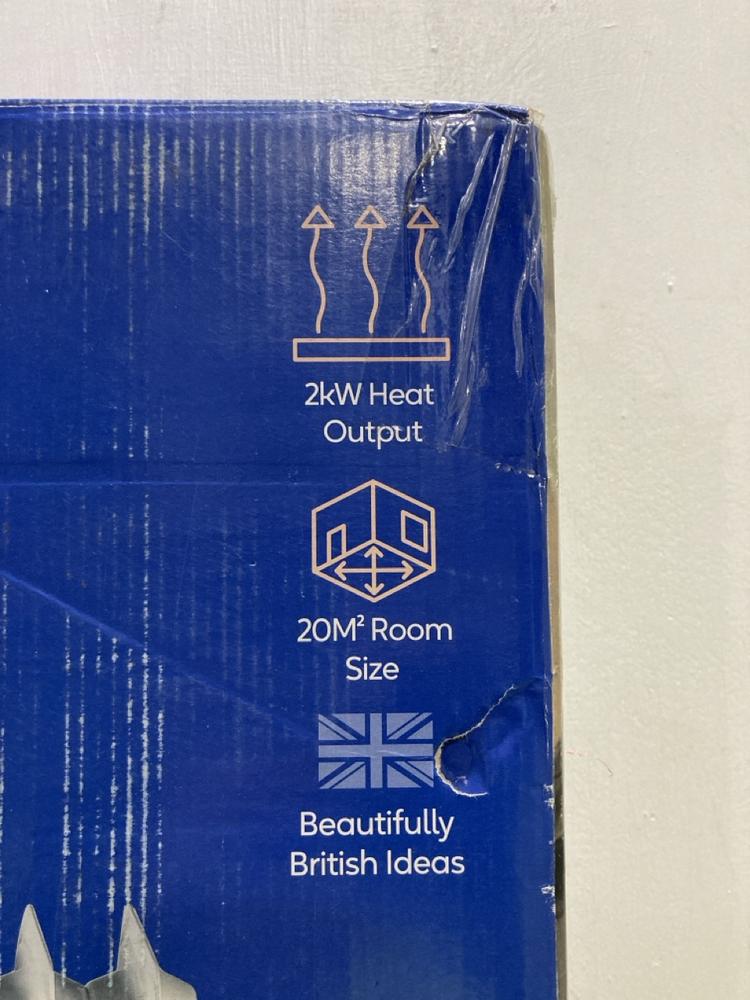 2kW Heat
Output
20M² Room
Size
Beautifully
British Ideas